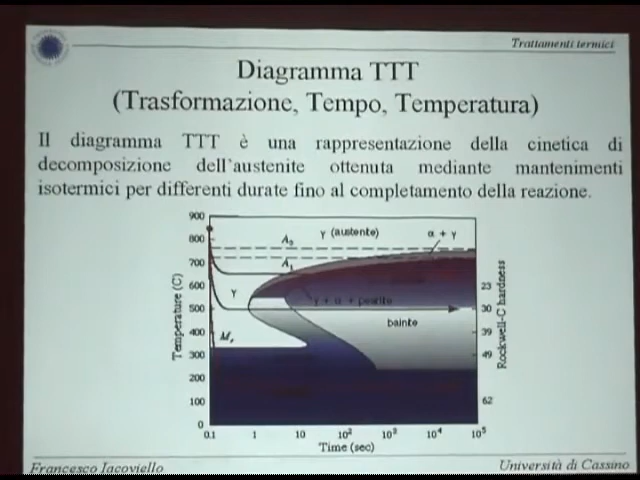 Trattamenti termici
Diagramma TTT
(Trasformazione, Tempo, Temperatura)
Il diagramma TTT è una rappresentazione della cinetica di
decomposizione dell'austenite ottenuta mediante mantenimenti
isotermici per differenti durate fino al completamento della reazione.
900
800
700
600
500
400
300
200
100
0
Temperature (C)
γ (austenite)
α + γ
A₃
A₁
γ
γ + α + pearlite
bainite
Mₛ
23
30
39
49
62
Rockwell-C hardness
0.1 1 10 10² 10³ 10⁴ 10⁵
Time (sec)
Francesco Iacoviello
Università di Cassino